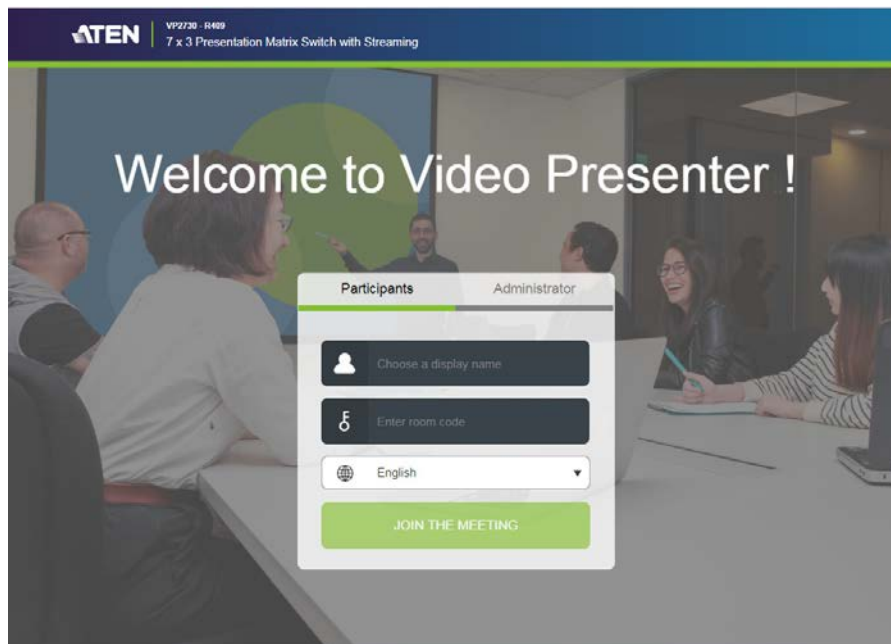 ATEN
VP2730 - R409
7 x 3 Presentation Matrix Switch with Streaming
Welcome to Video Presenter !
Participants Administrator
Choose a display name
Enter room code
English
JOIN THE MEETING